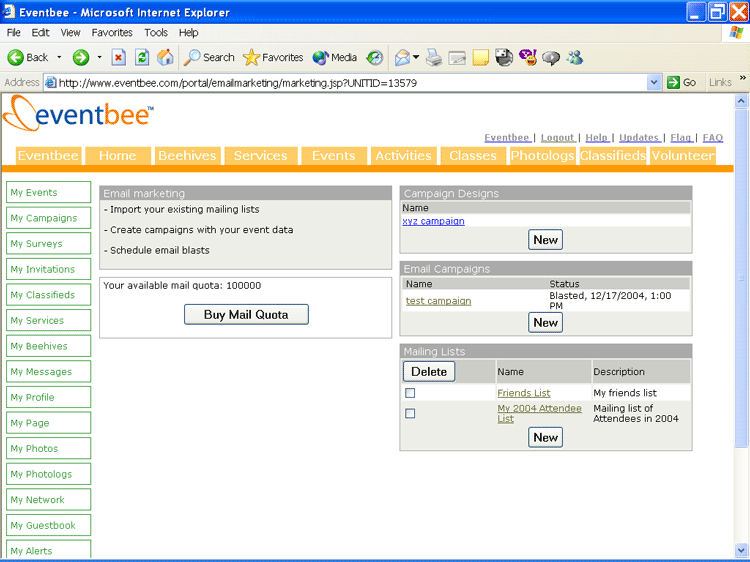 Eventbee - Microsoft Internet Explorer
File Edit View Favorites Tools Help
Back Search Favorites Media
Address http://www.eventbee.com/portal/emailmarketing/marketing.jsp?UNITID=13579 Go Links »
eventbee™
Eventbee | Logout | Help | Updates | Flag | FAQ
Eventbee Home Beehives Services Events Activities Classes Photologs Classifieds Volunteer
My Events
My Campaigns
My Surveys
My Invitations
My Classifieds
My Services
My Beehives
My Messages
My Profile
My Page
My Photos
My Photologs
My Network
My Guestbook
My Alerts
Email marketing
- Import your existing mailing lists
- Create campaigns with your event data
- Schedule email blasts
Your available mail quota: 100000
Buy Mail Quota
Campaign Designs
Name
xyz campaign
New
Email Campaigns
Name Status
test campaign Blasted, 12/17/2004, 1:00
PM
New
Mailing Lists
Delete Name Description
Friends List My friends list
My 2004 Attendee Mailing list of
List Attendees in 2004
New